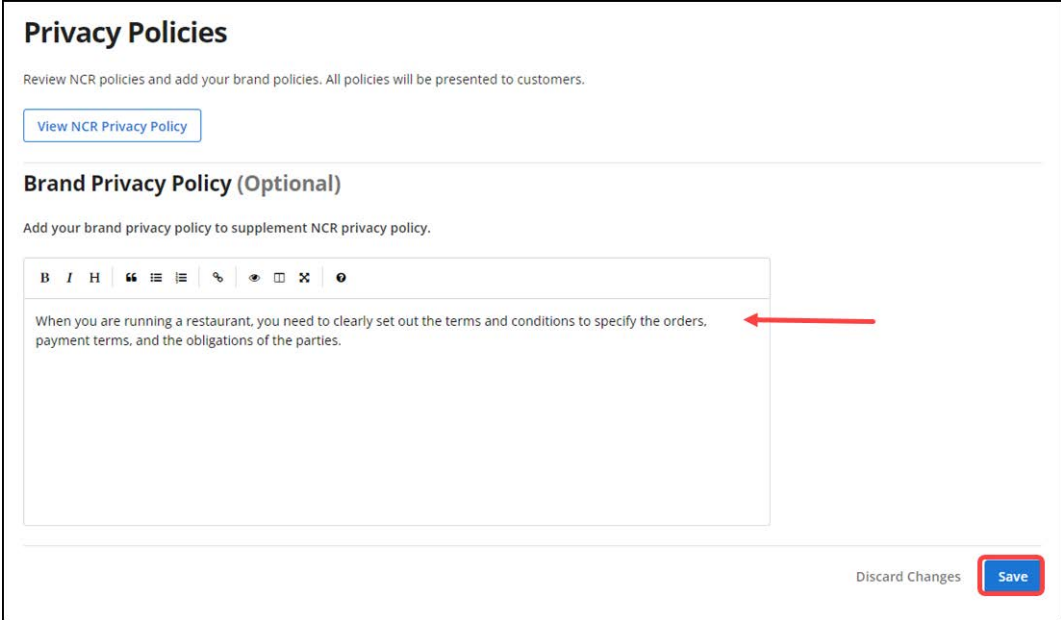 Privacy Policies
Review NCR policies and add your brand policies. All policies will be presented to customers.
View NCR Privacy Policy
Brand Privacy Policy (Optional)
Add your brand privacy policy to supplement NCR privacy policy.
B I H
When you are running a restaurant, you need to clearly set out the terms and conditions to specify the orders,
payment terms, and the obligations of the parties.
Discard Changes Save